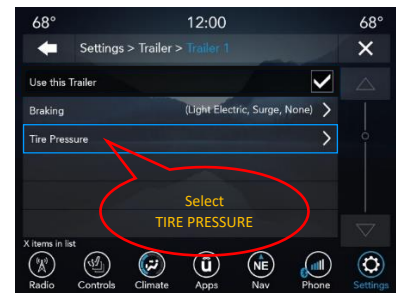 68° 12:00 68°
Settings > Trailer > Trailer 1
Use this Trailer
Braking (Light Electric, Surge, None) >
Tire Pressure >
Select
TIRE PRESSURE
X items in list
Radio Controls Climate Apps Nav Phone Settings